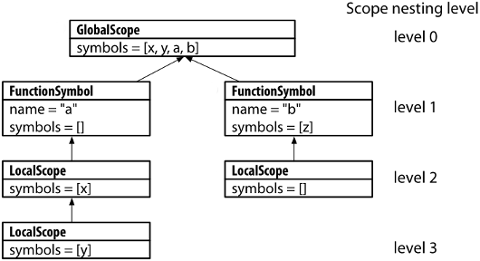 Scope nesting level
GlobalScope
symbols = [x, y, a, b]
level 0
FunctionSymbol
name = "a"
symbols = []
FunctionSymbol
name = "b"
symbols = [z]
level 1
LocalScope
symbols = [x]
LocalScope
symbols = []
level 2
LocalScope
symbols = [y]
level 3